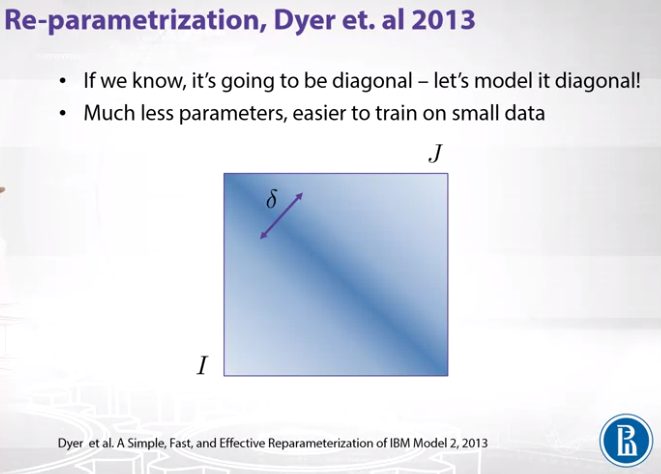 Re-parametrization, Dyer et. al 2013
• If we know, it's going to be diagonal – let's model it diagonal!
• Much less parameters, easier to train on small data
J
δ
I
Dyer et al. A Simple, Fast, and Effective Reparameterization of IBM Model 2, 2013